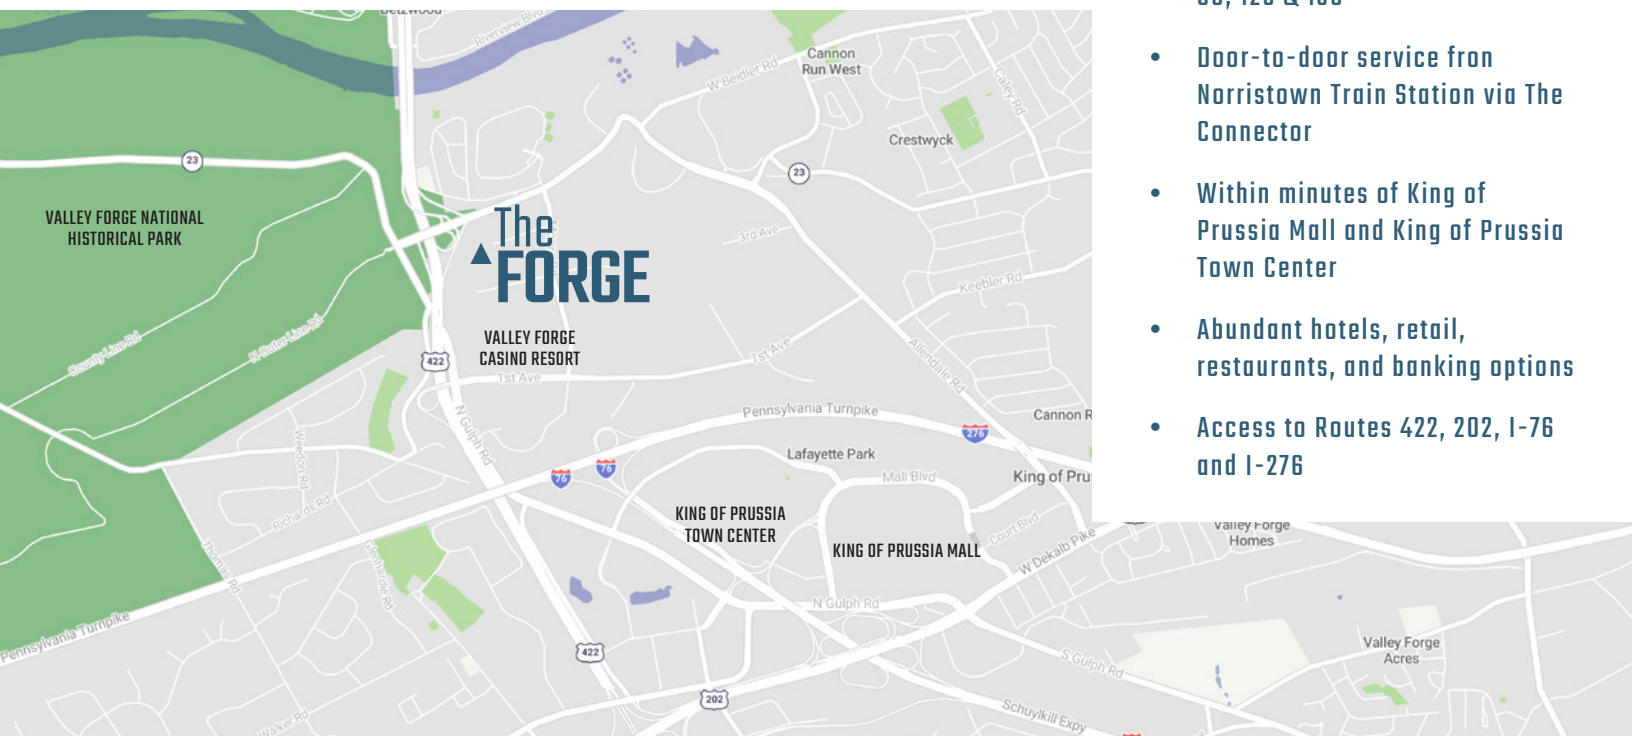 Riverview Blvd
W Beidler Rd
Cannon
Run West
Caley Rd
Crestwyck
23
23
VALLEY FORGE NATIONAL
HISTORICAL PARK
The
FORGE
3rd Ave
Keebler Rd
County Line Rd
N Outer Line Rd
VALLEY FORGE
CASINO RESORT
422
1st Ave
1st Ave
Allendale Rd
N Gulph Rd
Pennsylvania Turnpike
276
Cannon R
Weedon Rd
Lafayette Park
76
76
Mall Blvd
King of Pru
Richards Rd
KING OF PRUSSIA
TOWN CENTER
KING OF PRUSSIA MALL
Court Blvd
W Dekalb Pike
Valley Forge
Homes
Thomas Rd
Glenhardie Rd
N Gulph Rd
Pennsylvania Turnpike
422
S Gulph Rd
Valley Forge
Acres
202
Schuylkill Expy
Walker Rd
• Door-to-door service fron
Norristown Train Station via The
Connector
• Within minutes of King of
Prussia Mall and King of Prussia
Town Center
• Abundant hotels, retail,
restaurants, and banking options
• Access to Routes 422, 202, I-76
and I-276